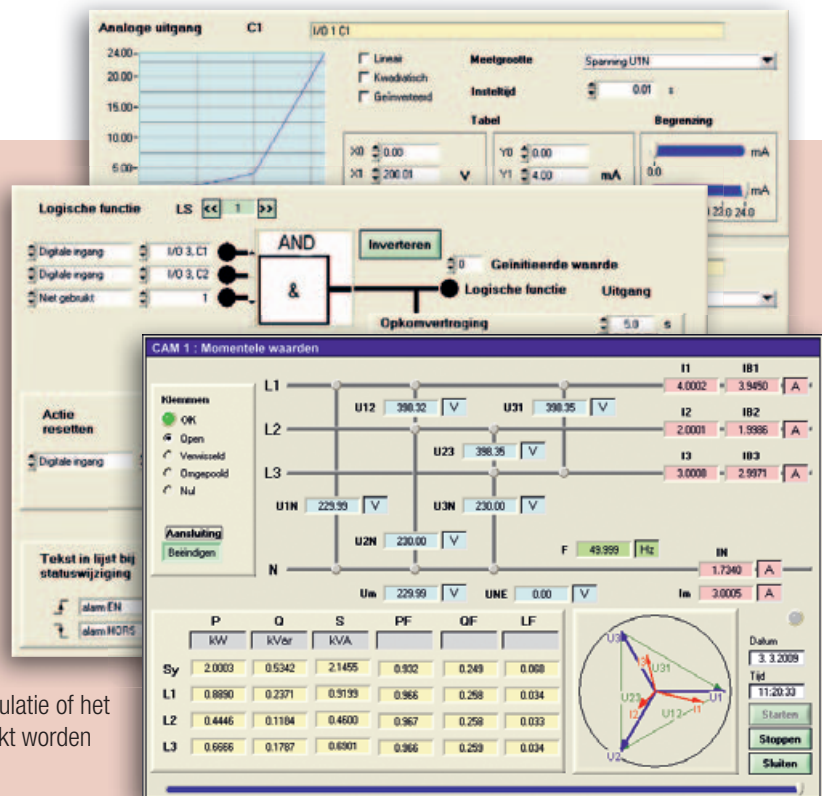 Analoge uitgang C1 I/O 1 C1
24.00
20.00
15.00
10.00
5.00
Lineair
Kwadratisch
Geïnverteerd
Meetgrootte Spanning U1N
Insteltijd 0.01 s
Tabel Begrenzing
X0 0.00 Y0 0.00 mA
X1 200.01 V Y1 4.00 mA 0.0
mA
22.0 24.0
Logische functie LS << 1 >>
AND
&
Inverteren
Digitale ingang I/O 3, C1
Digitale ingang I/O 3, C2
Niet gebruikt 1
0 Geïnitieerde waarde
Logische functie Uitgang
Opkomvertroging 5.0 s
Actie
resetten
Digitale ingang
Tekst in lijst bij
statuswijziging
alarm EN
alarm HORS
CAM 1 : Momentele waarden
Klemmen
OK
Open
Verwisseld
Omgepoold
Nul
Aansluiting
Beëindigen
L1
L2
L3
N
U12 398.32 V U31 398.35 V
U23 398.35 V
U1N 229.99 V U3N 230.00 V
U2N 230.00 V
F 49.999 Hz
Um 229.99 V UNE 0.00 V
I1 IB1
4.0002 3.9450 A
I2 IB2
2.0001 1.9986 A
I3 IB3
3.0008 2.9971 A
IN
1.7340 A
Im 3.0005 A
P Q S PF QF LF
kW kVar kVA
Sy 2.0003 0.5342 2.1455 0.932 0.249 0.068
L1 0.8890 0.2371 0.9199 0.966 0.258 0.034
L2 0.4446 0.1184 0.4600 0.967 0.258 0.033
L3 0.6666 0.1787 0.6901 0.966 0.259 0.034
U3
I3
U31
U23
U1
I2
U12
I1
U2
Datum
3. 3.2009
Tijd
11:20:33
Starten
Stoppen
Sluiten
ulatie of het
kt worden